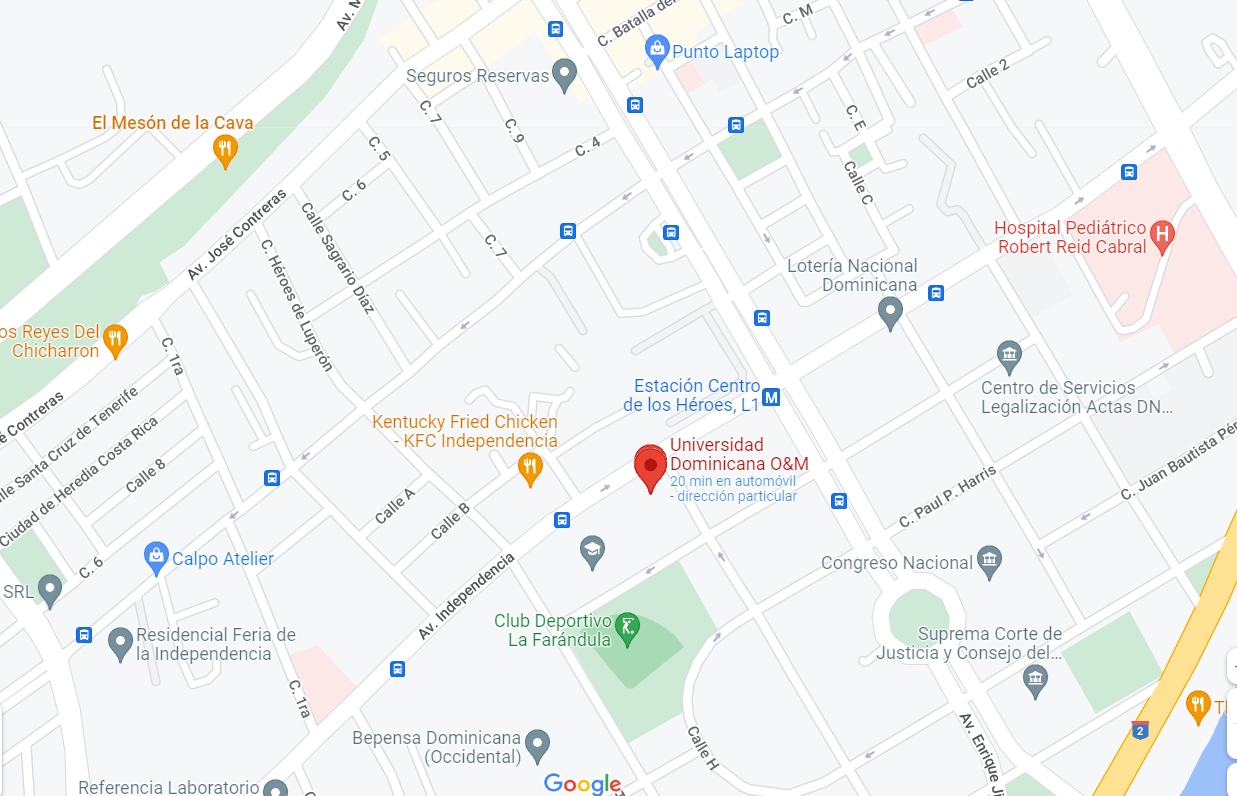 Av. M
C. Batalla del
C. M
Punto Laptop
Seguros Reservas
Calle 2
C. 7
C. 9
C. E
El Mesón de la Cava
C. 5
C. 4
C. 6
Calle C
Av. José Contreras
Calle Sagrario Díaz
C. 7
C. Héroes de Luperón
Hospital Pediátrico
Robert Reid Cabral
H
Lotería Nacional
Dominicana
os Reyes Del
Chicharron
C. 1ra
Centro de Servicios
Legalización Actas DN...
Estación Centro
de los Héroes, L1
M
é Contreras
lle Santa Cruz de Tenerife
Ciudad de Heredia Costa Rica
Calle 8
Kentucky Fried Chicken
- KFC Independencia
Universidad
Dominicana O&M
20 min en automóvil
- dirección particular
C. Juan Bautista Pér
C. Paul P. Harris
Calle A
Calle B
Calpo Atelier
C. 6
SRL
Av. Independencia
Congreso Nacional
Club Deportivo
La Farándula
Residencial Feria de
la Independencia
Suprema Corte de
Justicia y Consejo del...
C. 1ra
Calle H
Av. Enrique Ji
2
Bepensa Dominicana
(Occidental)
Referencia Laboratorio
Google